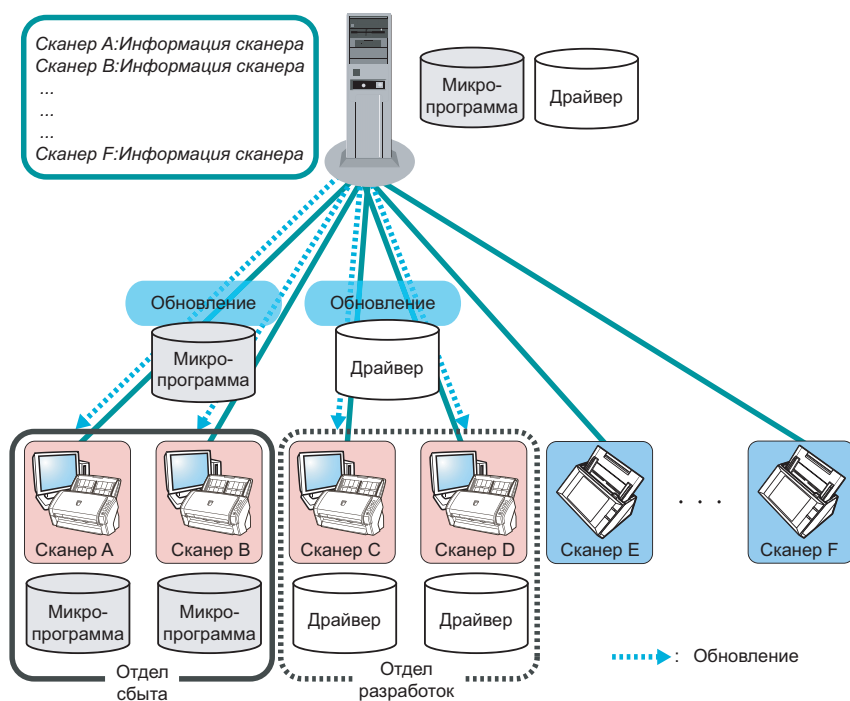 Сканер A:Информация сканера
Сканер B:Информация сканера
...
...
...
Сканер F:Информация сканера
Микро-
программа
Драйвер
Обновление
Обновление
Микро-
программа
Драйвер
Сканер A
Сканер B
Сканер C
Сканер D
Сканер E
. . .
Сканер F
Микро-
программа
Микро-
программа
Драйвер
Драйвер
Отдел
сбыта
Отдел
разработок
: Обновление